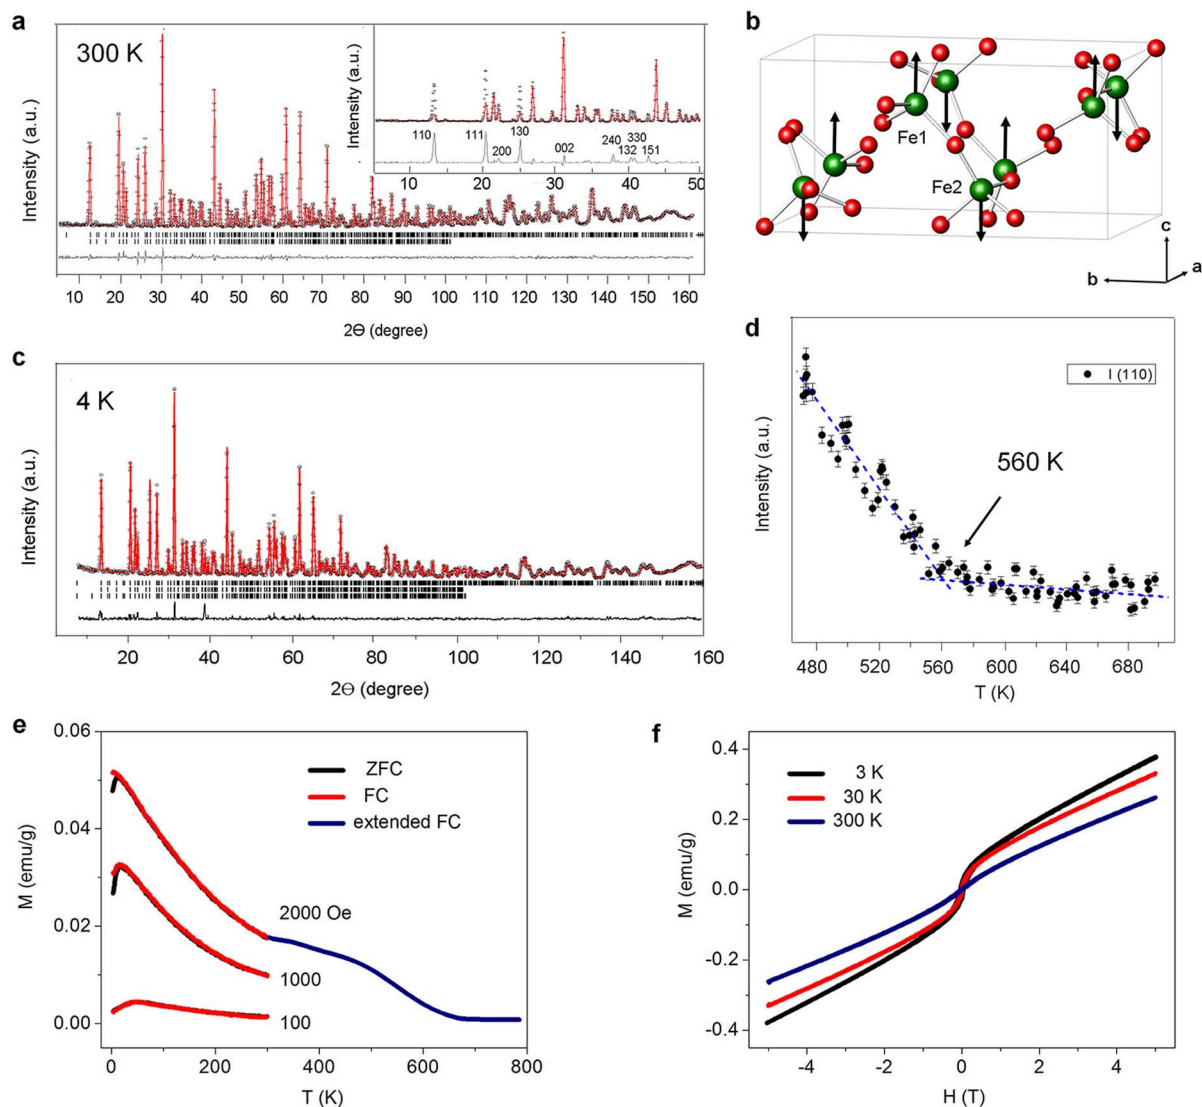 a
300 K
Intensity (a.u.)
10 20 30 40 50 60 70 80 90 100 110 120 130 140 150 160
2Θ (degree)
Intensity (a.u.)
110
111
200
130
002
240
330
132 151
10 20 30 40 50
b
Fe1
Fe2
c
b
a
c
4 K
Intensity (a.u.)
20 40 60 80 100 120 140 160
2Θ (degree)
d
I (110)
560 K
Intensity (a.u.)
480 520 560 600 640 680
T (K)
e
0.06
0.04
0.02
0.00
M (emu/g)
ZFC
FC
extended FC
2000 Oe
1000
100
0 200 400 600 800
T (K)
f
0.4
0.2
0.0
-0.2
-0.4
M (emu/g)
3 K
30 K
300 K
-4 -2 0 2 4
H (T)